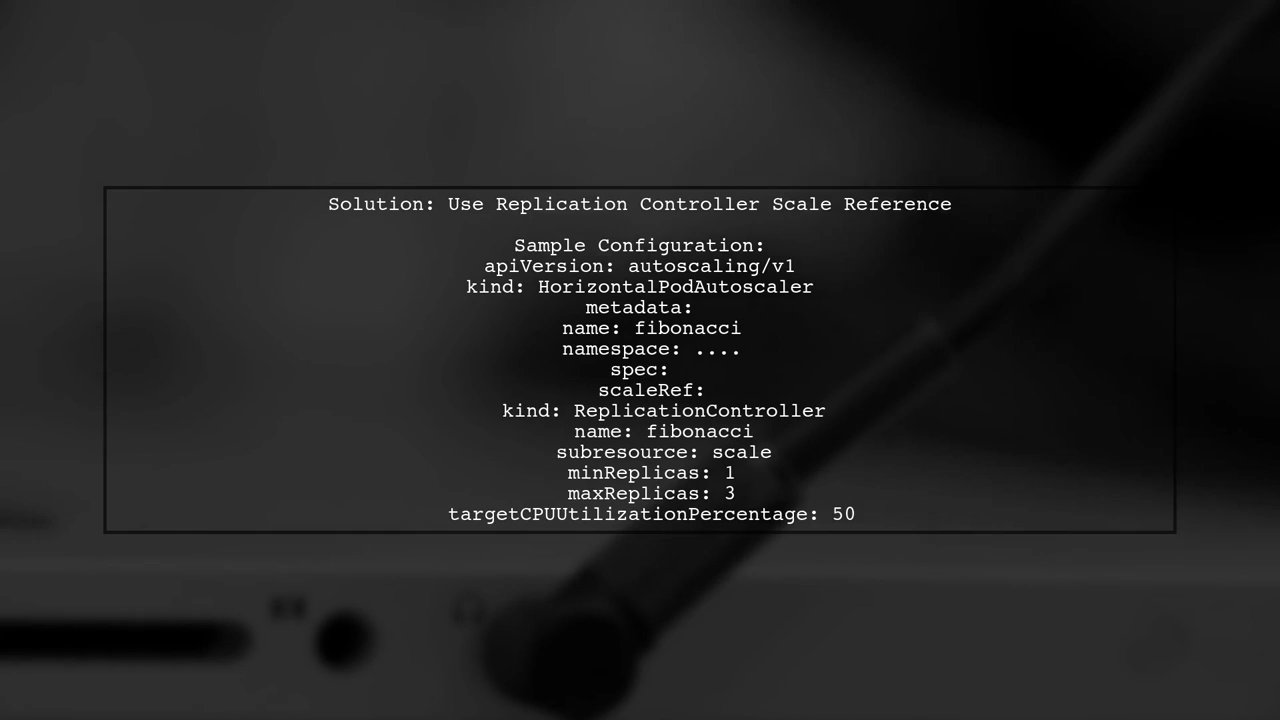 Solution: Use Replication Controller Scale Reference
Sample Configuration:
apiVersion: autoscaling/v1
kind: HorizontalPodAutoscaler
metadata:
name: fibonacci
namespace: ....
spec:
scaleRef:
kind: ReplicationController
name: fibonacci
subresource: scale
minReplicas: 1
maxReplicas: 3
targetCPUUtilizationPercentage: 50